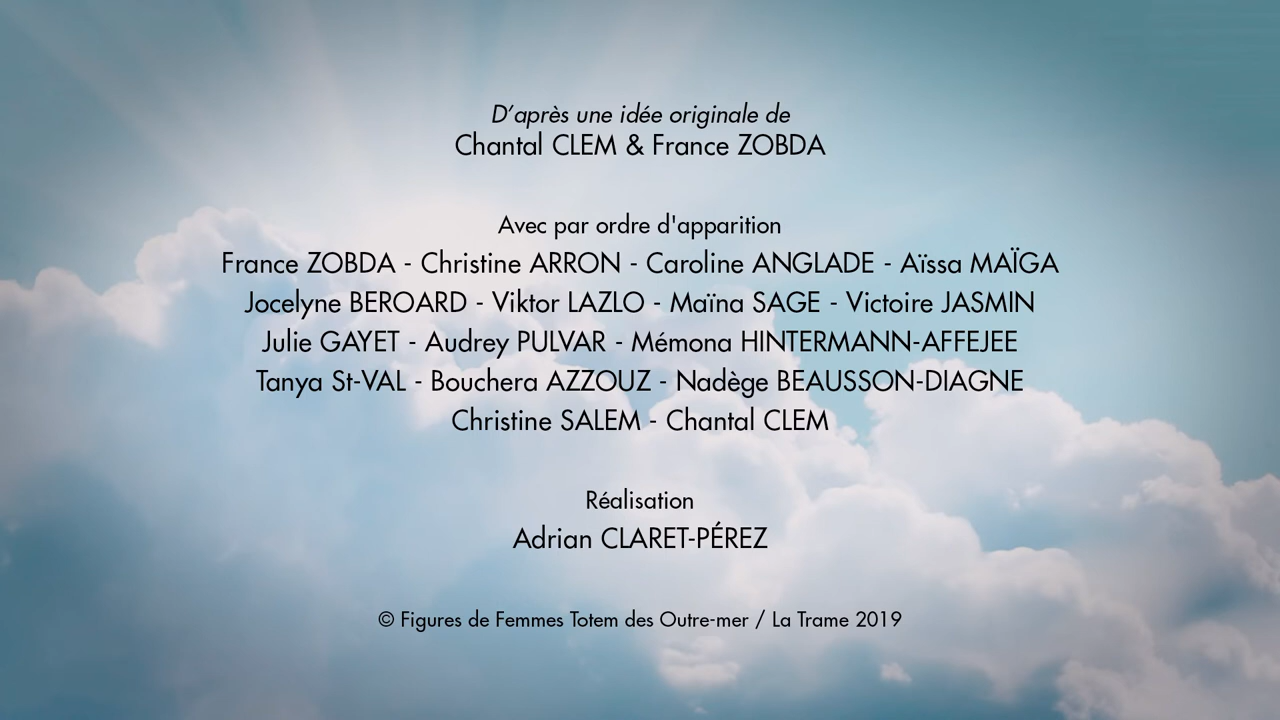 D’après une idée originale de
Chantal CLEM & France ZOBDA
Avec par ordre d'apparition
France ZOBDA - Christine ARRON - Caroline ANGLADE - Aïssa MAÏGA
Jocelyne BEROARD - Viktor LAZLO - Maïna SAGE - Victoire JASMIN
Julie GAYET - Audrey PULVAR - Mémona HINTERMANN-AFFEJEE
Tanya St-VAL - Bouchera AZZOUZ - Nadège BEAUSSON-DIAGNE
Christine SALEM - Chantal CLEM
Réalisation
Adrian CLARET-PÉREZ
© Figures de Femmes Totem des Outre-mer / La Trame 2019